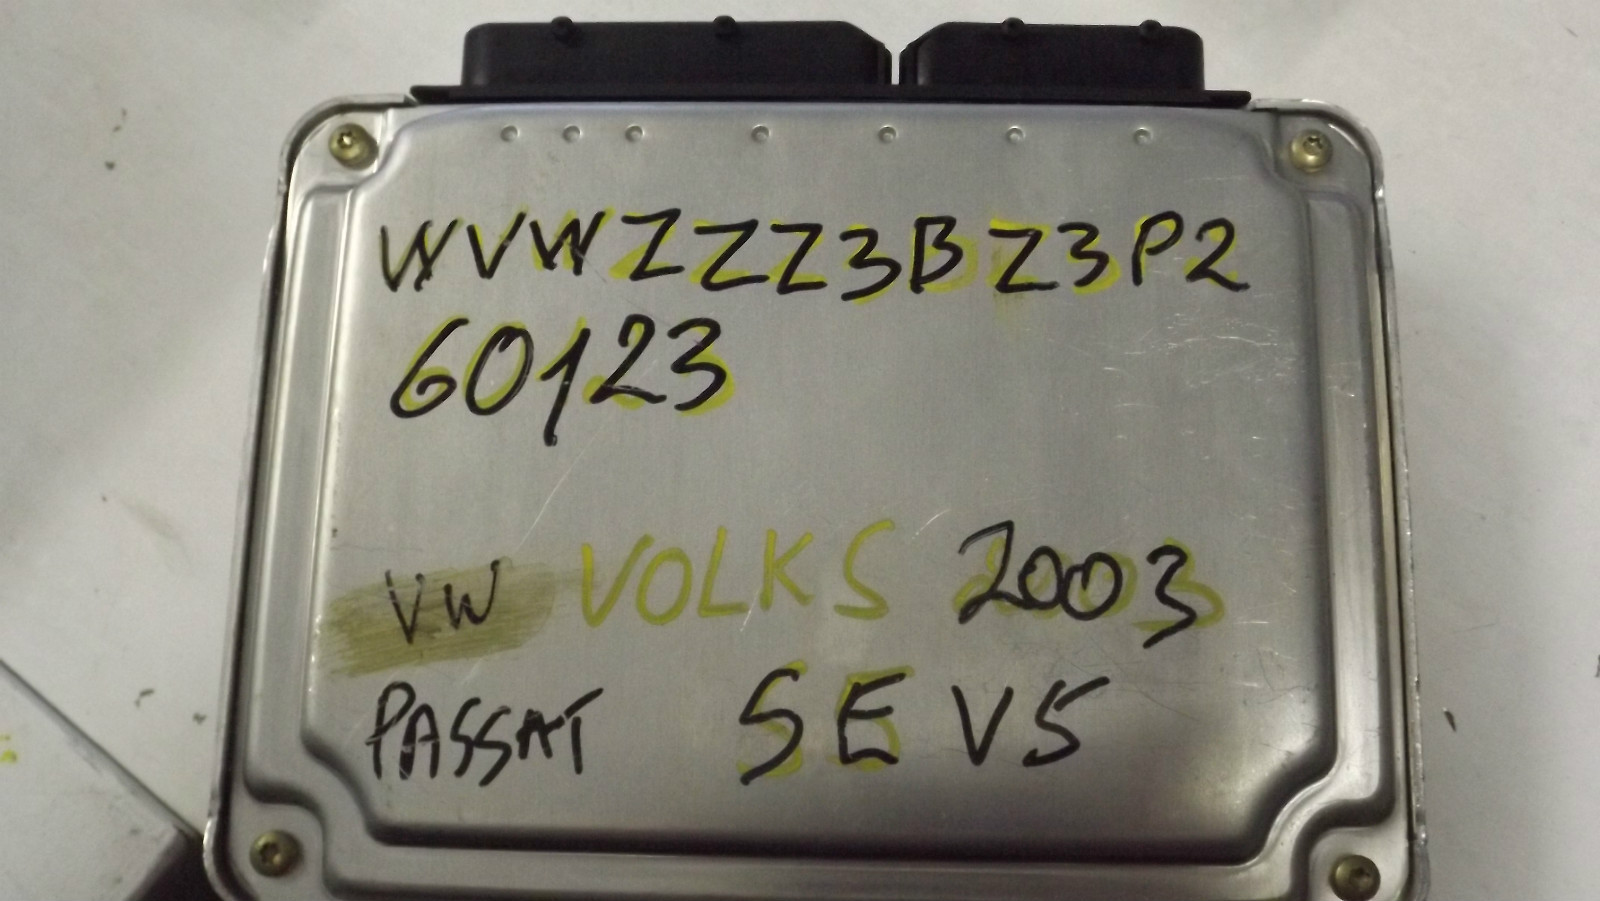 WVWZZZ3BZ3P2
60123
VW VOLKS 2003
PASSAT SE V5